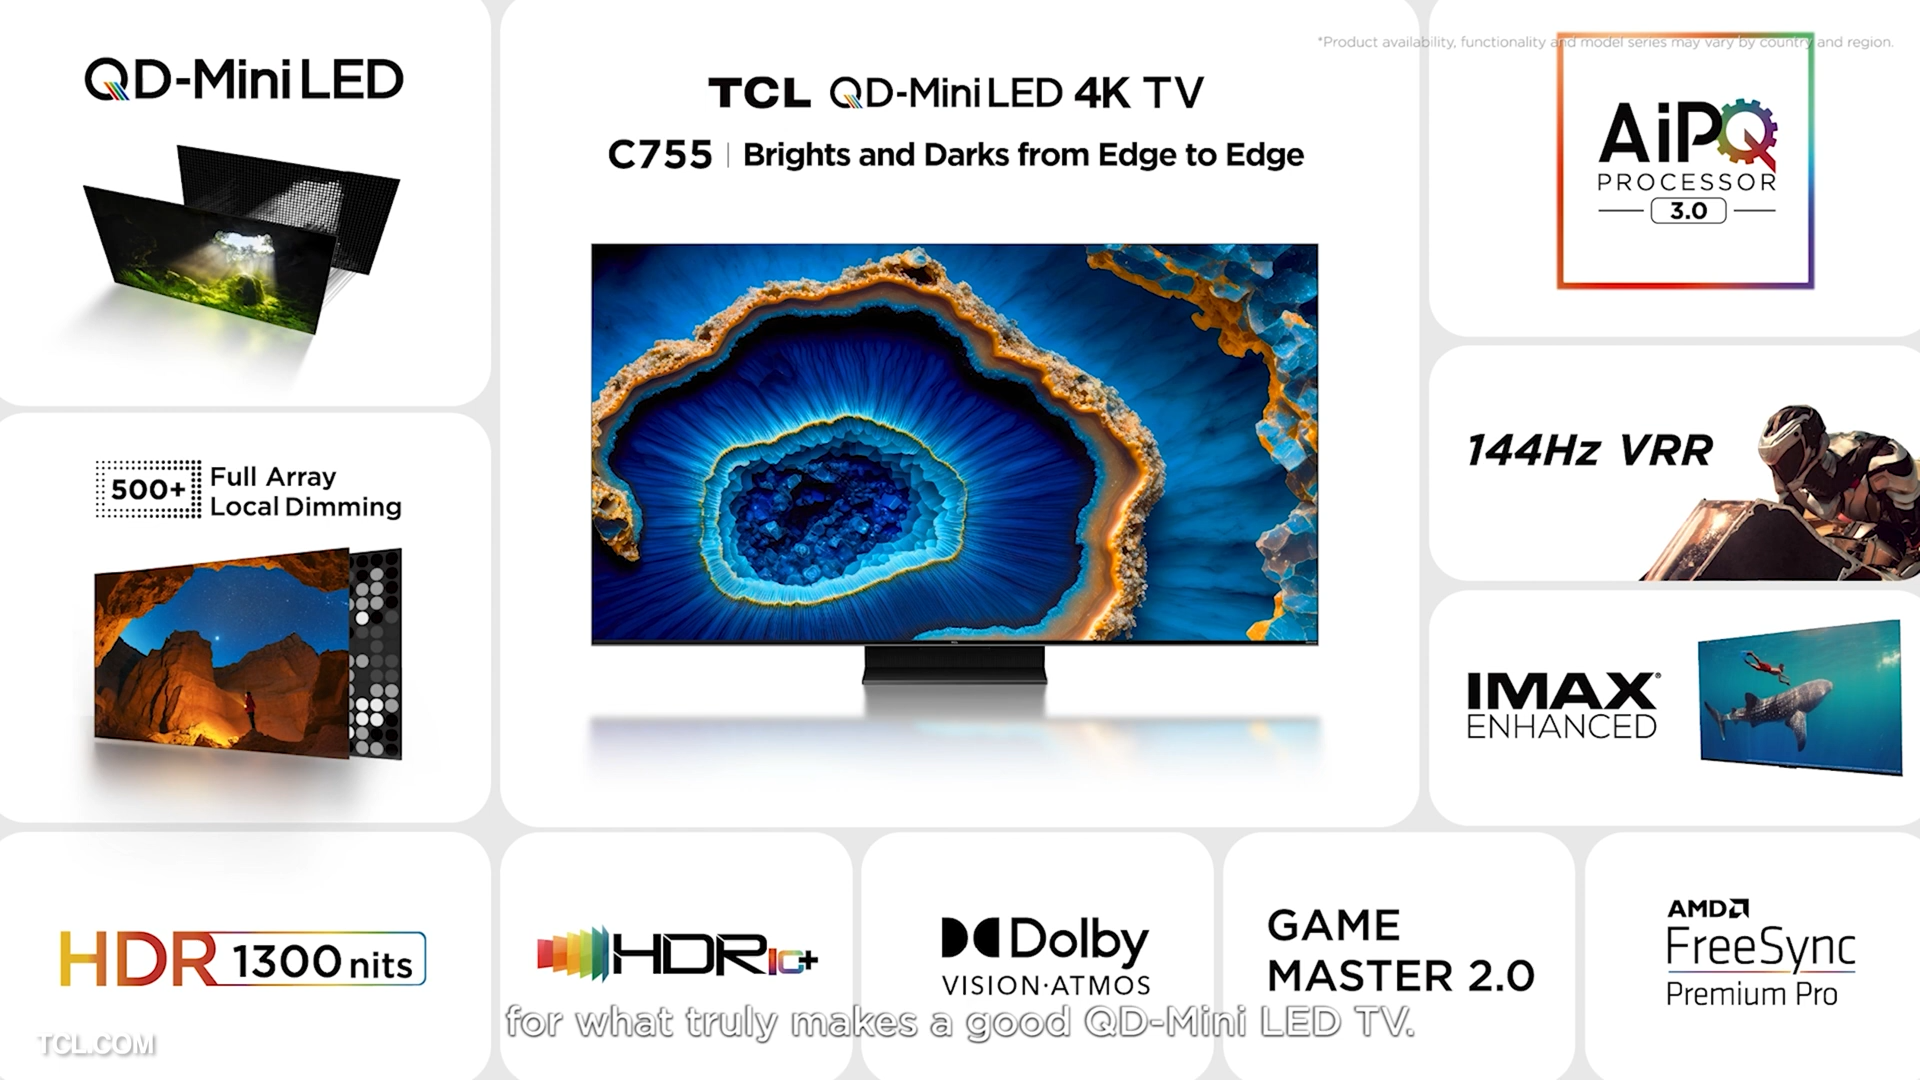 *Product availability, functionality and model series may vary by country and region.
QD-Mini LED
TCL QD-Mini LED 4K TV
C755 | Brights and Darks from Edge to Edge
AiPQ
PROCESSOR
3.0
500+ Full Array
Local Dimming
144Hz VRR
IMAX®
ENHANCED
HDR 1300 nits
HDR10+
Dolby
VISION·ATMOS
GAME
MASTER 2.0
AMD
FreeSync
Premium Pro
for what truly makes a good QD-Mini LED TV.
TCL.COM